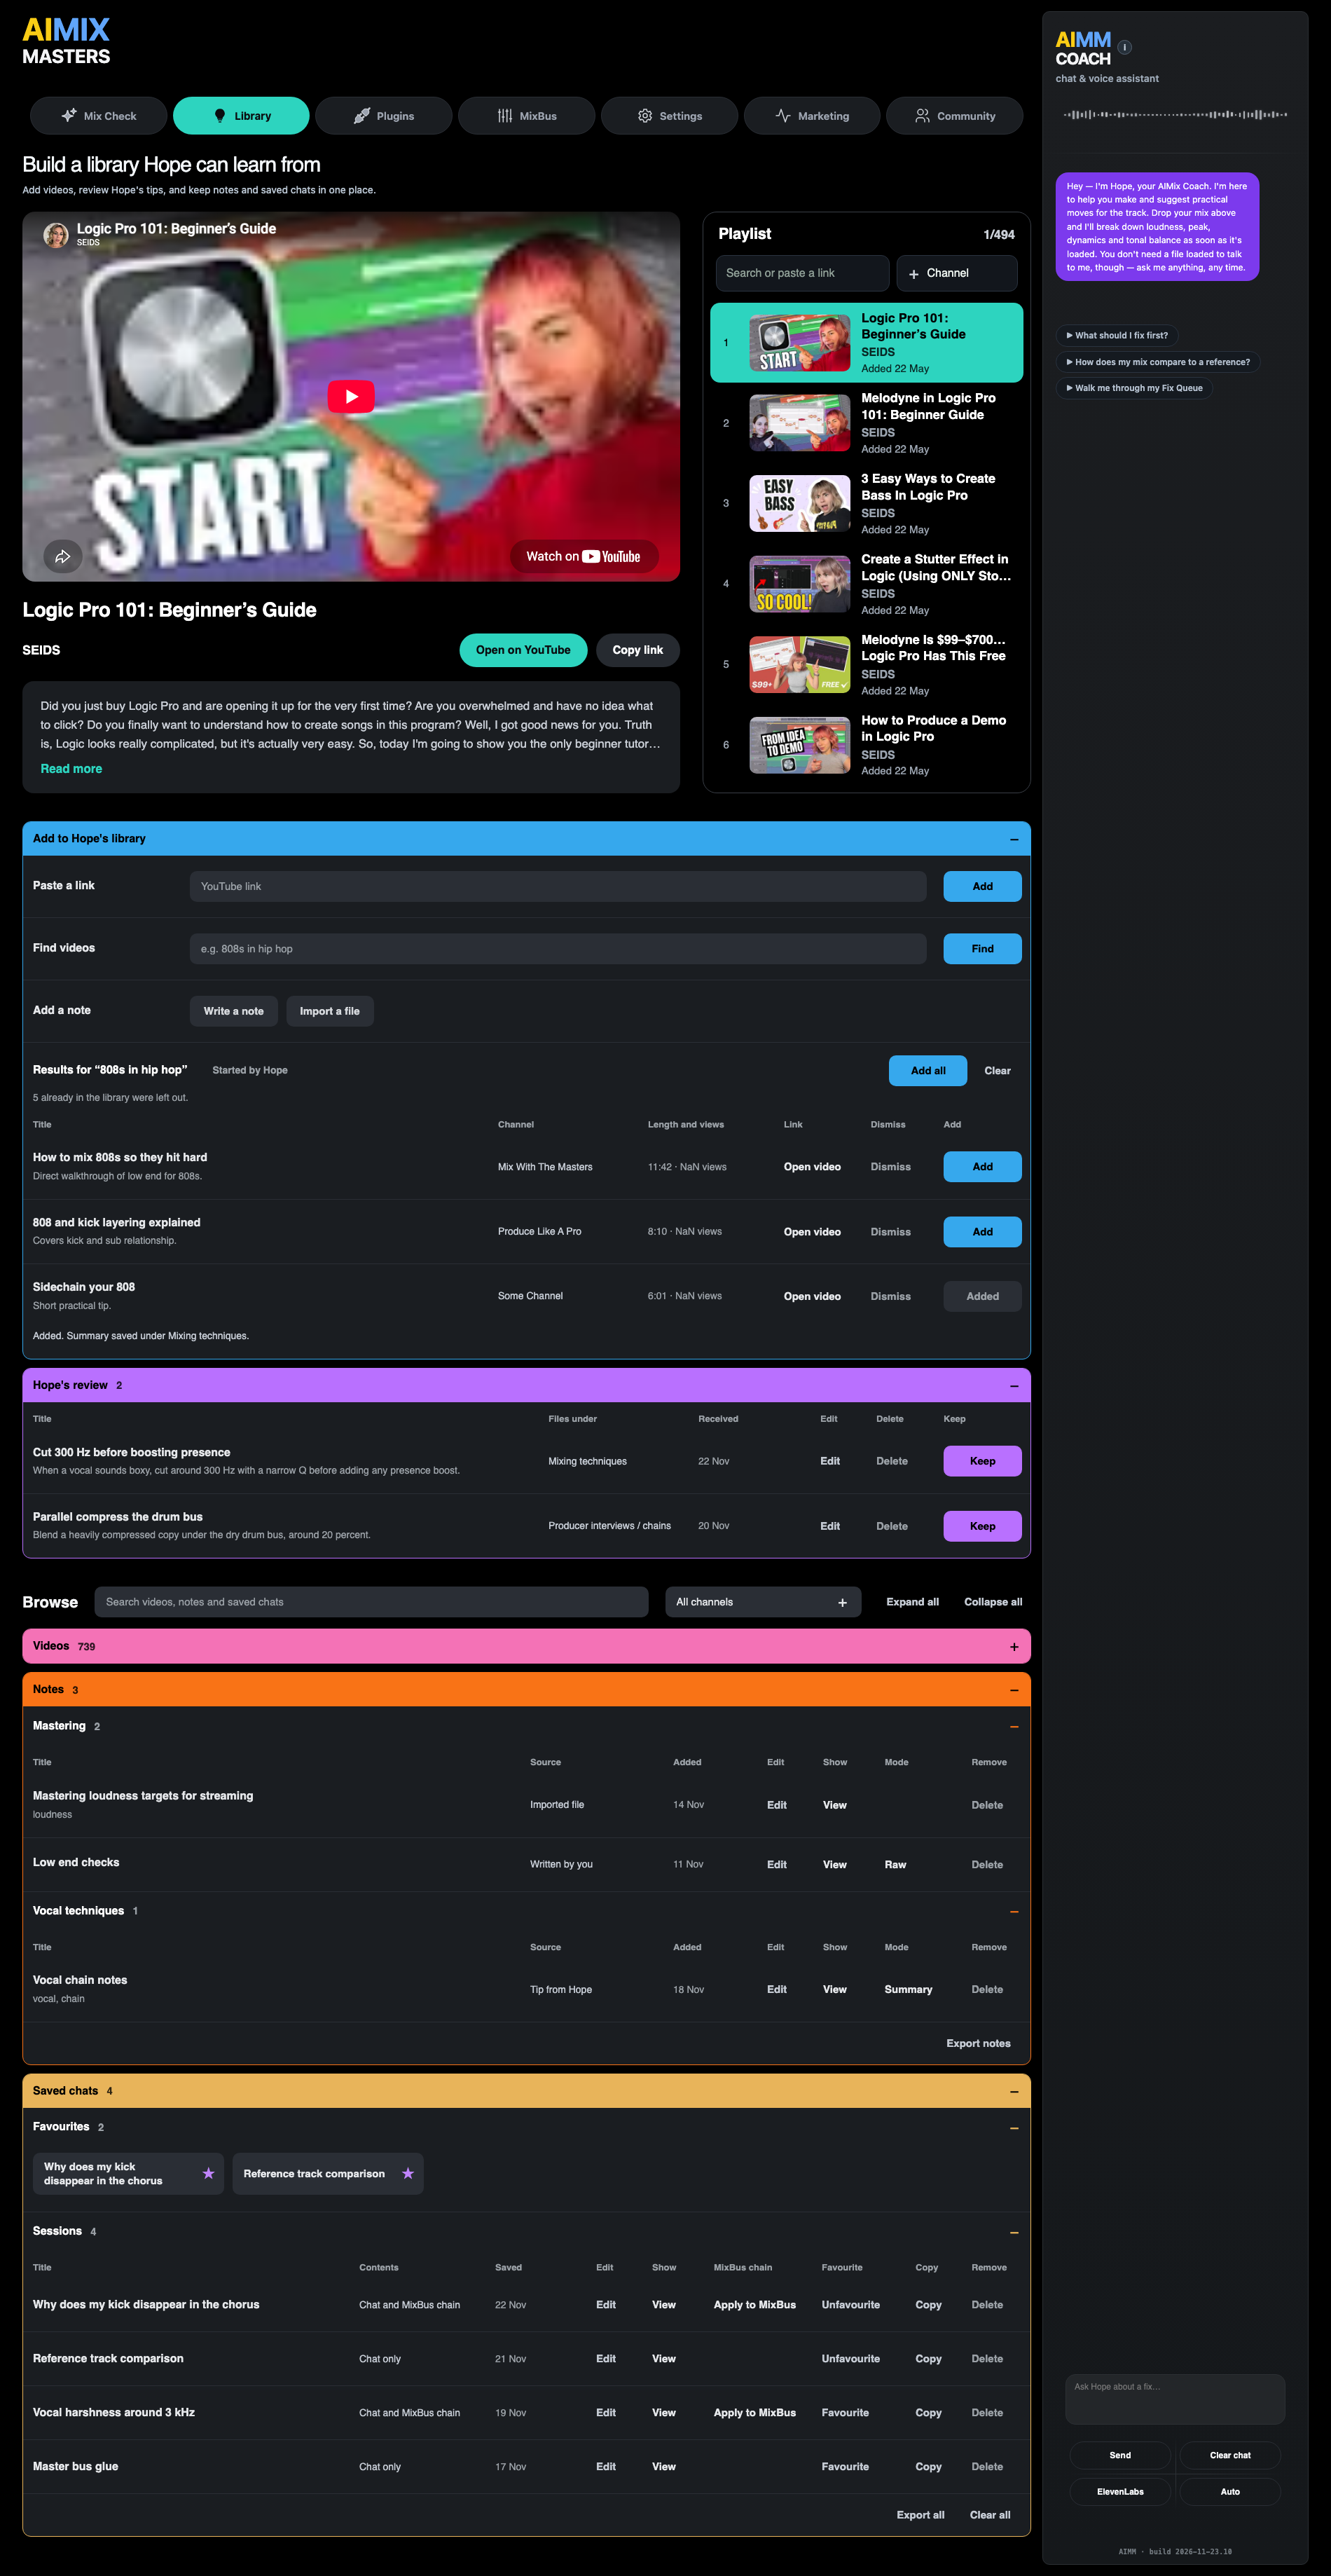 AIMIX
MASTERS
Mix Check
Library
Plugins
MixBus
Settings
Marketing
Community
Build a library Hope can learn from
Add videos, review Hope's tips, and keep notes and saved chats in one place.
Logic Pro 101: Beginner's Guide
SEIDS
START
Watch on YouTube
Logic Pro 101: Beginner's Guide
SEIDS
Open on YouTube
Copy link
Did you just buy Logic Pro and are opening it up for the very first time? Are you overwhelmed and have no idea what
to click? Do you finally want to understand how to create songs in this program? Well, I got good news for you. Truth
is, Logic looks really complicated, but it's actually very easy. So, today I'm going to show you the only beginner tutor…
Read more
Playlist
1/494
Search or paste a link
+ Channel
1
START
Logic Pro 101:
Beginner's Guide
SEIDS
Added 22 May
2
Melodyne in Logic Pro
101: Beginner Guide
SEIDS
Added 22 May
3
EASY
BASS
3 Easy Ways to Create
Bass In Logic Pro
SEIDS
Added 22 May
4
SO COOL!
Create a Stutter Effect in
Logic (Using ONLY Sto…
SEIDS
Added 22 May
5
$99+
FREE
Melodyne Is $99–$700…
Logic Pro Has This Free
SEIDS
Added 22 May
6
FROM IDEA
TO DEMO
How to Produce a Demo
in Logic Pro
SEIDS
Added 22 May
Add to Hope's library
−
Paste a link
YouTube link
Add
Find videos
e.g. 808s in hip hop
Find
Add a note
Write a note
Import a file
Results for “808s in hip hop”
Started by Hope
Add all
Clear
5 already in the library were left out.
Title
Channel
Length and views
Link
Dismiss
Add
How to mix 808s so they hit hard
Direct walkthrough of low end for 808s.
Mix With The Masters
11:42 · NaN views
Open video
Dismiss
Add
808 and kick layering explained
Covers kick and sub relationship.
Produce Like A Pro
8:10 · NaN views
Open video
Dismiss
Add
Sidechain your 808
Short practical tip.
Some Channel
6:01 · NaN views
Open video
Dismiss
Added
Added. Summary saved under Mixing techniques.
Hope's review 2
−
Title
Files under
Received
Edit
Delete
Keep
Cut 300 Hz before boosting presence
When a vocal sounds boxy, cut around 300 Hz with a narrow Q before adding any presence boost.
Mixing techniques
22 Nov
Edit
Delete
Keep
Parallel compress the drum bus
Blend a heavily compressed copy under the dry drum bus, around 20 percent.
Producer interviews / chains
20 Nov
Edit
Delete
Keep
Browse
Search videos, notes and saved chats
All channels +
Expand all
Collapse all
Videos 739
+
Notes 3
−
Mastering 2
−
Title
Source
Added
Edit
Show
Mode
Remove
Mastering loudness targets for streaming
loudness
Imported file
14 Nov
Edit
View
Delete
Low end checks
Written by you
11 Nov
Edit
View
Raw
Delete
Vocal techniques 1
−
Title
Source
Added
Edit
Show
Mode
Remove
Vocal chain notes
vocal, chain
Tip from Hope
18 Nov
Edit
View
Summary
Delete
Export notes
Saved chats 4
−
Favourites 2
−
Why does my kick
disappear in the chorus
★
Reference track comparison
★
Sessions 4
−
Title
Contents
Saved
Edit
Show
MixBus chain
Favourite
Copy
Remove
Why does my kick disappear in the chorus
Chat and MixBus chain
22 Nov
Edit
View
Apply to MixBus
Unfavourite
Copy
Delete
Reference track comparison
Chat only
21 Nov
Edit
View
Unfavourite
Copy
Delete
Vocal harshness around 3 kHz
Chat and MixBus chain
19 Nov
Edit
View
Apply to MixBus
Favourite
Copy
Delete
Master bus glue
Chat only
17 Nov
Edit
View
Favourite
Copy
Delete
Export all
Clear all
AIMM
COACH
i
chat & voice assistant
Hey — I'm Hope, your AIMix Coach. I'm here
to help you make and suggest practical
moves for the track. Drop your mix above
and I'll break down loudness, peak,
dynamics and tonal balance as soon as it's
loaded. You don't need a file loaded to talk
to me, though — ask me anything, any time.
▶ What should I fix first?
▶ How does my mix compare to a reference?
▶ Walk me through my Fix Queue
Ask Hope about a fix…
Send
Clear chat
ElevenLabs
Auto
AIMM · build 2026-11-23.10